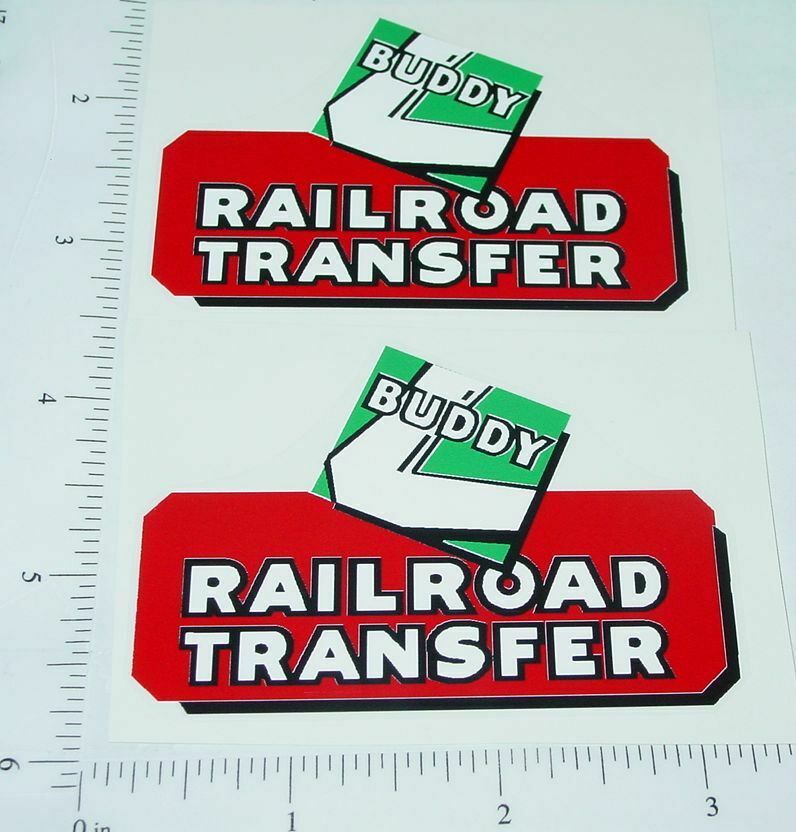 BUDDY
L
RAILROAD
TRANSFER
BUDDY
L
RAILROAD
TRANSFER
2
3
4
5
6
0 in
1
2
3